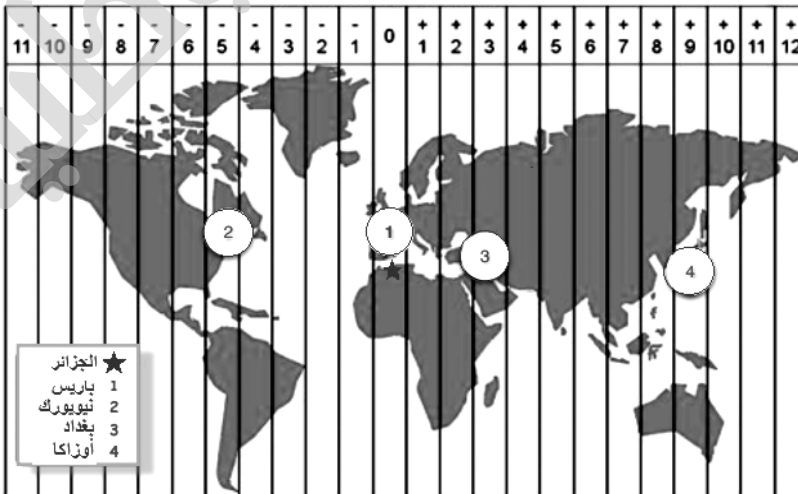 - - - - - - - - - - - 0 + + + + + + + + + + + +
11 10 9 8 7 6 5 4 3 2 1 1 2 3 4 5 6 7 8 9 10 11 12
2
1
3
4
★ الجزائر
1 باريس
2 نيويورك
3 بغداد
4 أوزاكا